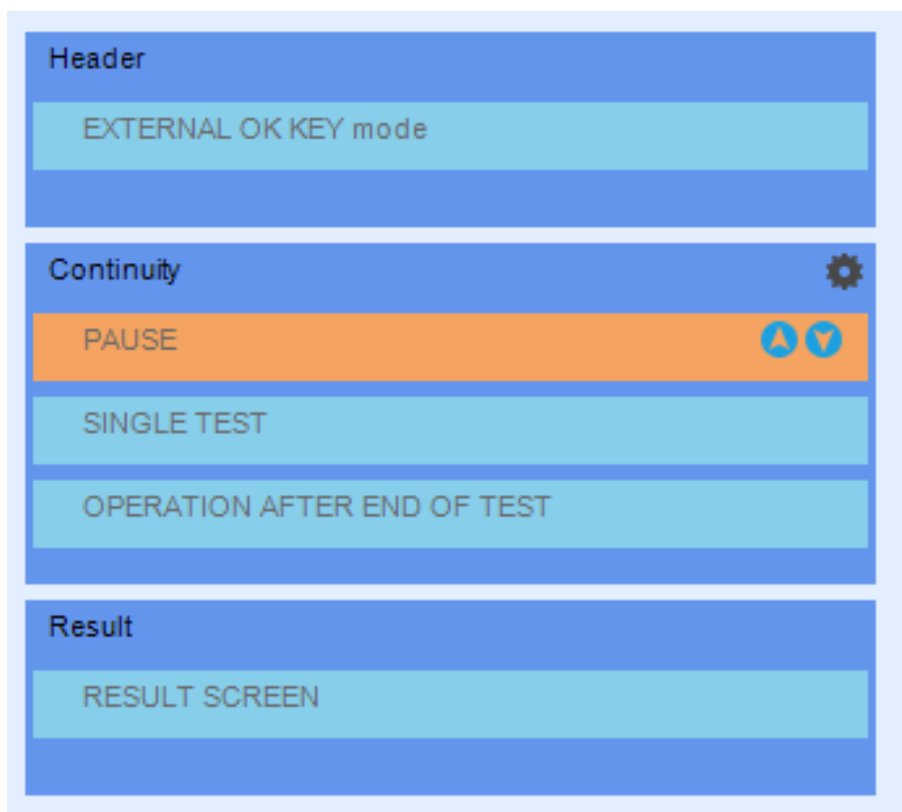 Header
EXTERNAL OK KEY mode
Continuity
PAUSE
SINGLE TEST
OPERATION AFTER END OF TEST
Result
RESULT SCREEN